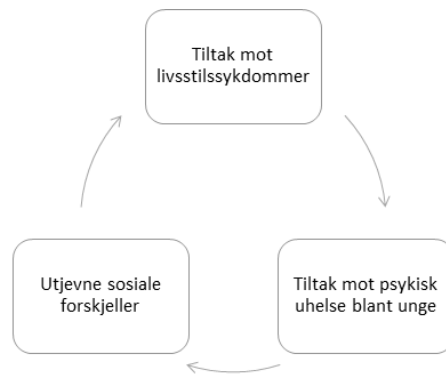 Tiltak mot
livsstilssykdommer
Utjevne sosiale
forskjeller
Tiltak mot psykisk
uhelse blant unge